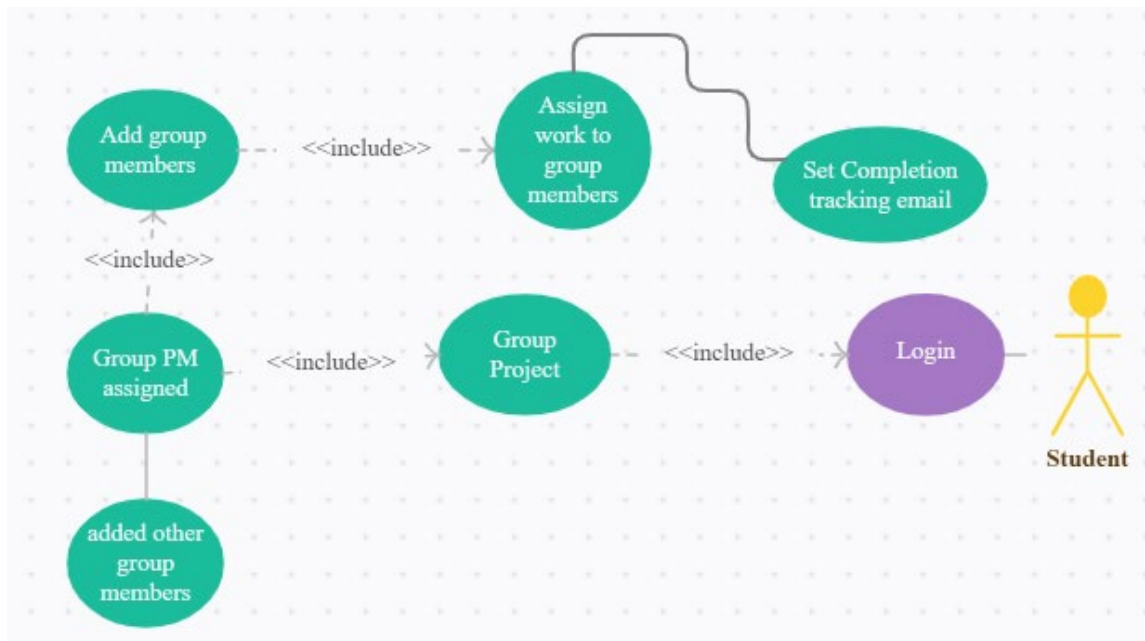 Add group
members
<<include>>
Assign
work to
group
members
Set Completion
tracking email
<<include>>
Group PM
assigned
<<include>>
Group
Project
<<include>>
Login
Student
added other
group
members